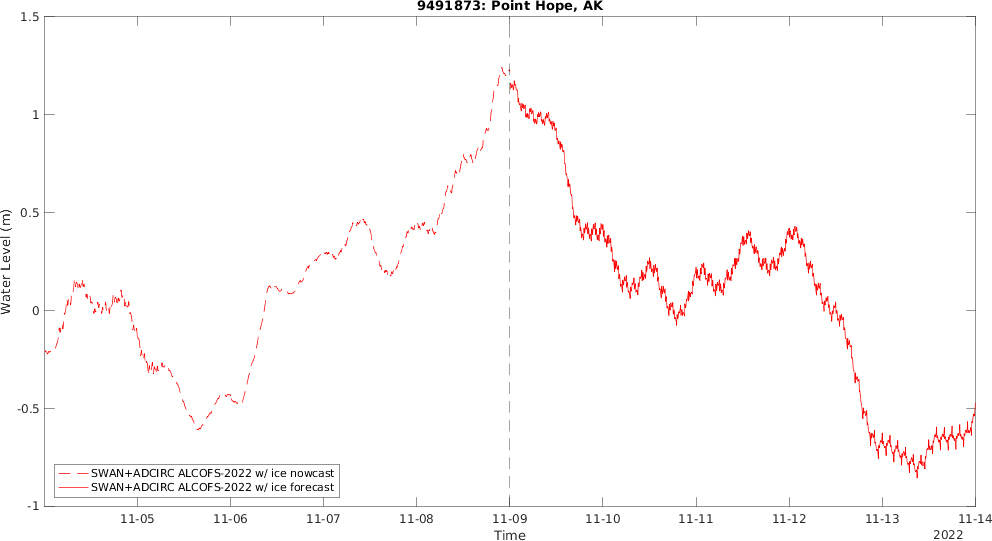 9491873: Point Hope, AK
1.5
1
0.5
0
-0.5
-1
Water Level (m)
SWAN+ADCIRC ALCOFS-2022 w/ ice nowcast
SWAN+ADCIRC ALCOFS-2022 w/ ice forecast
11-05 11-06 11-07 11-08 11-09 11-10 11-11 11-12 11-13 11-14
Time
2022